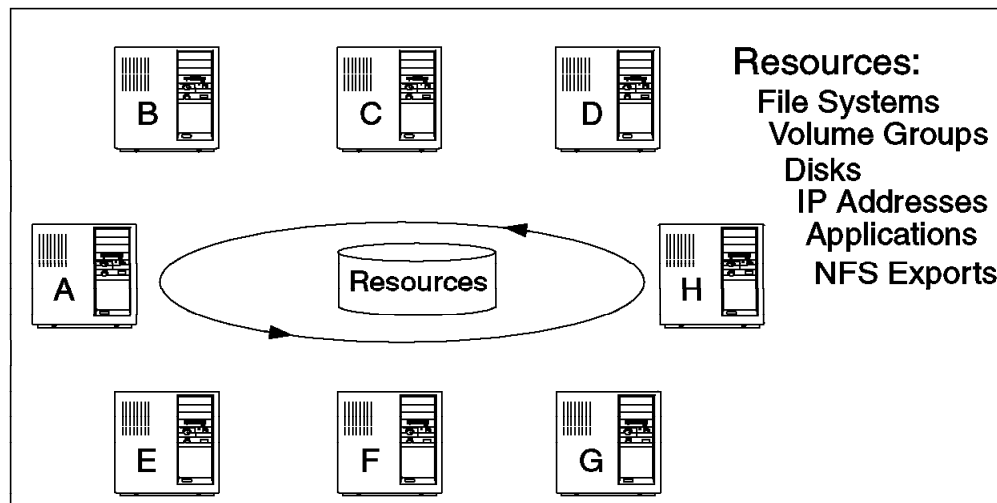 B
C
D
Resources:
File Systems
Volume Groups
Disks
IP Addresses
Applications
NFS Exports
A
Resources
H
E
F
G